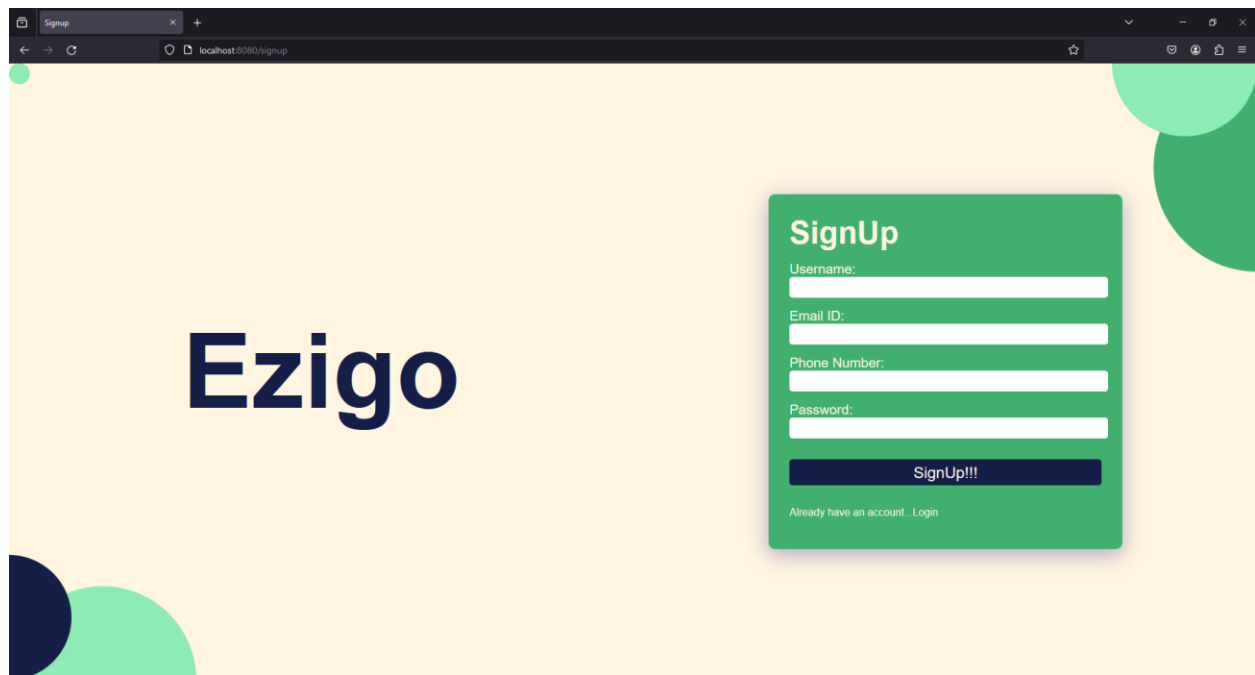 Signup
localhost:8080/signup
Ezigo
SignUp
Username:
Email ID:
Phone Number:
Password:
SignUp!!!
Already have an account...Login